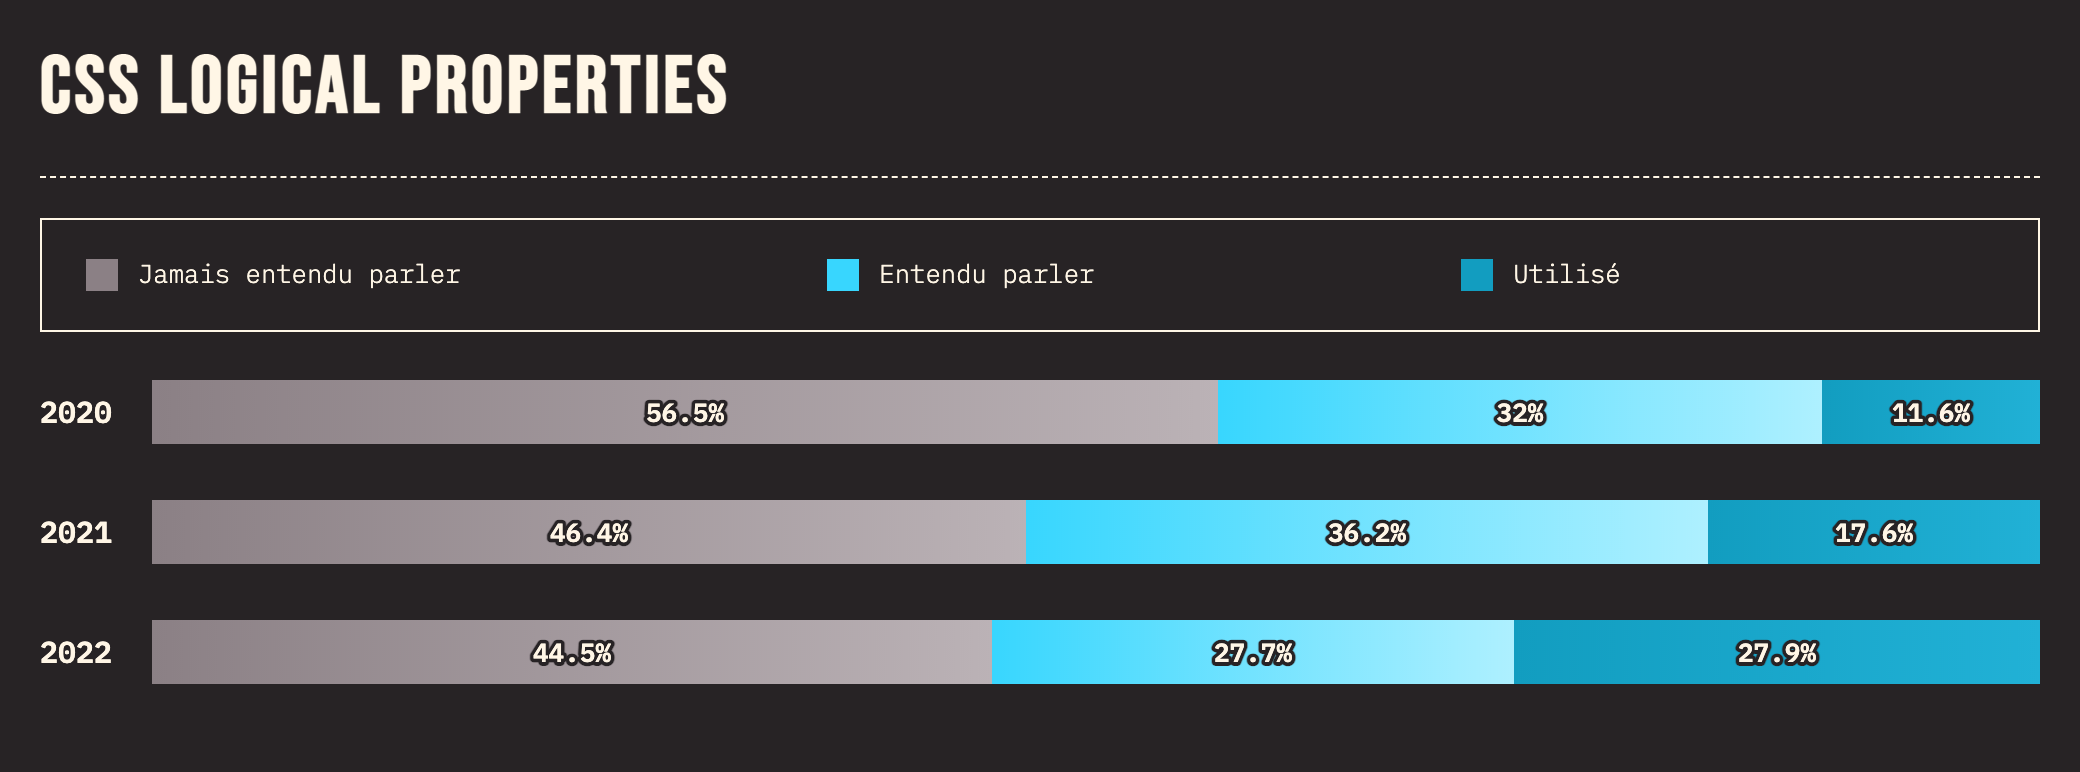 CSS LOGICAL PROPERTIES
Jamais entendu parler Entendu parler Utilisé
2020 56.5% 32% 11.6%
2021 46.4% 36.2% 17.6%
2022 44.5% 27.7% 27.9%